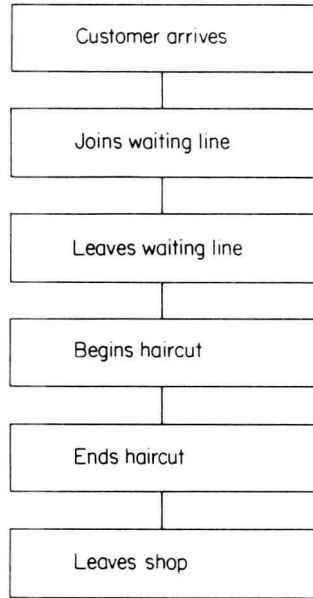 Customer arrives
Joins waiting line
Leaves waiting line
Begins haircut
Ends haircut
Leaves shop